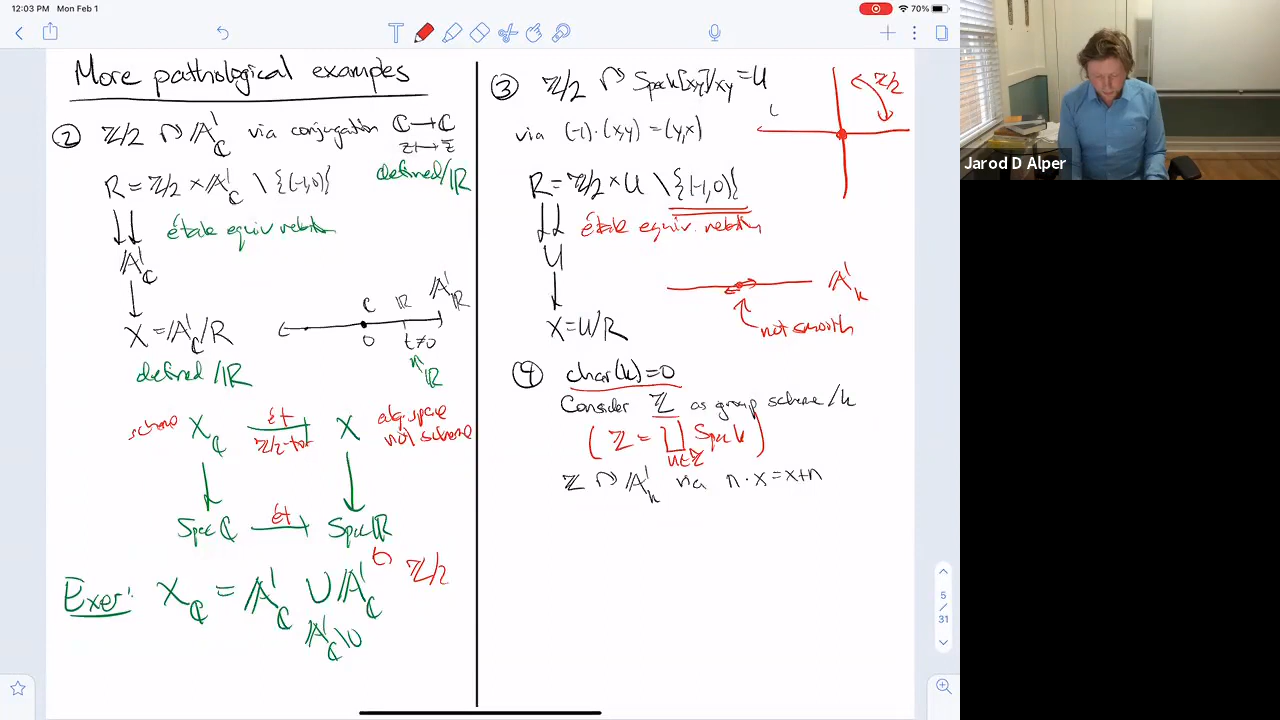 12:03 PM Mon Feb 1
70%
More pathological examples
② ℤ/2 ↷ 𝔸¹_ℂ via conjugation ℂ→ℂ
z↦z̄
defined/ℝ
R = ℤ/2 × 𝔸¹_ℂ \ {(-1,0)}
étale equiv relation
𝔸¹_ℂ
X = 𝔸¹_ℂ/R
defined/ℝ
ℂ ℝ 𝔸¹_ℝ
0 t≠0
ℝ
scheme X_ℂ ét X alg. space
ℤ/2-tor not scheme
Spec ℂ ét Spec ℝ
Exer: X_ℂ = 𝔸¹_ℂ ∪ 𝔸¹_ℂ ℤ/2
𝔸¹_ℂ\0
③ ℤ/2 ↷ Spec k[x,y]/xy = U
via (-1)·(x,y) = (y,x)
ℤ/2
R = ℤ/2 × U \ {(-1,0)}
étale equiv. relation
U
X = U/R
𝔸¹_k
not smooth
④ char(k)=0
Consider ℤ as group scheme /k
(ℤ = ∐ Spec k)
n∈ℤ
ℤ ↷ 𝔸¹_k via n·x = x+n
5
/
31
Jarod D Alper